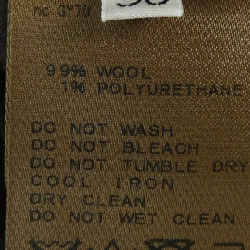 99% WOOL
1% POLYURETHANE
DO NOT WASH
DO NOT BLEACH
DO NOT TUMBLE DRY
COOL IRON
DRY CLEAN
DO NOT WET CLEAN